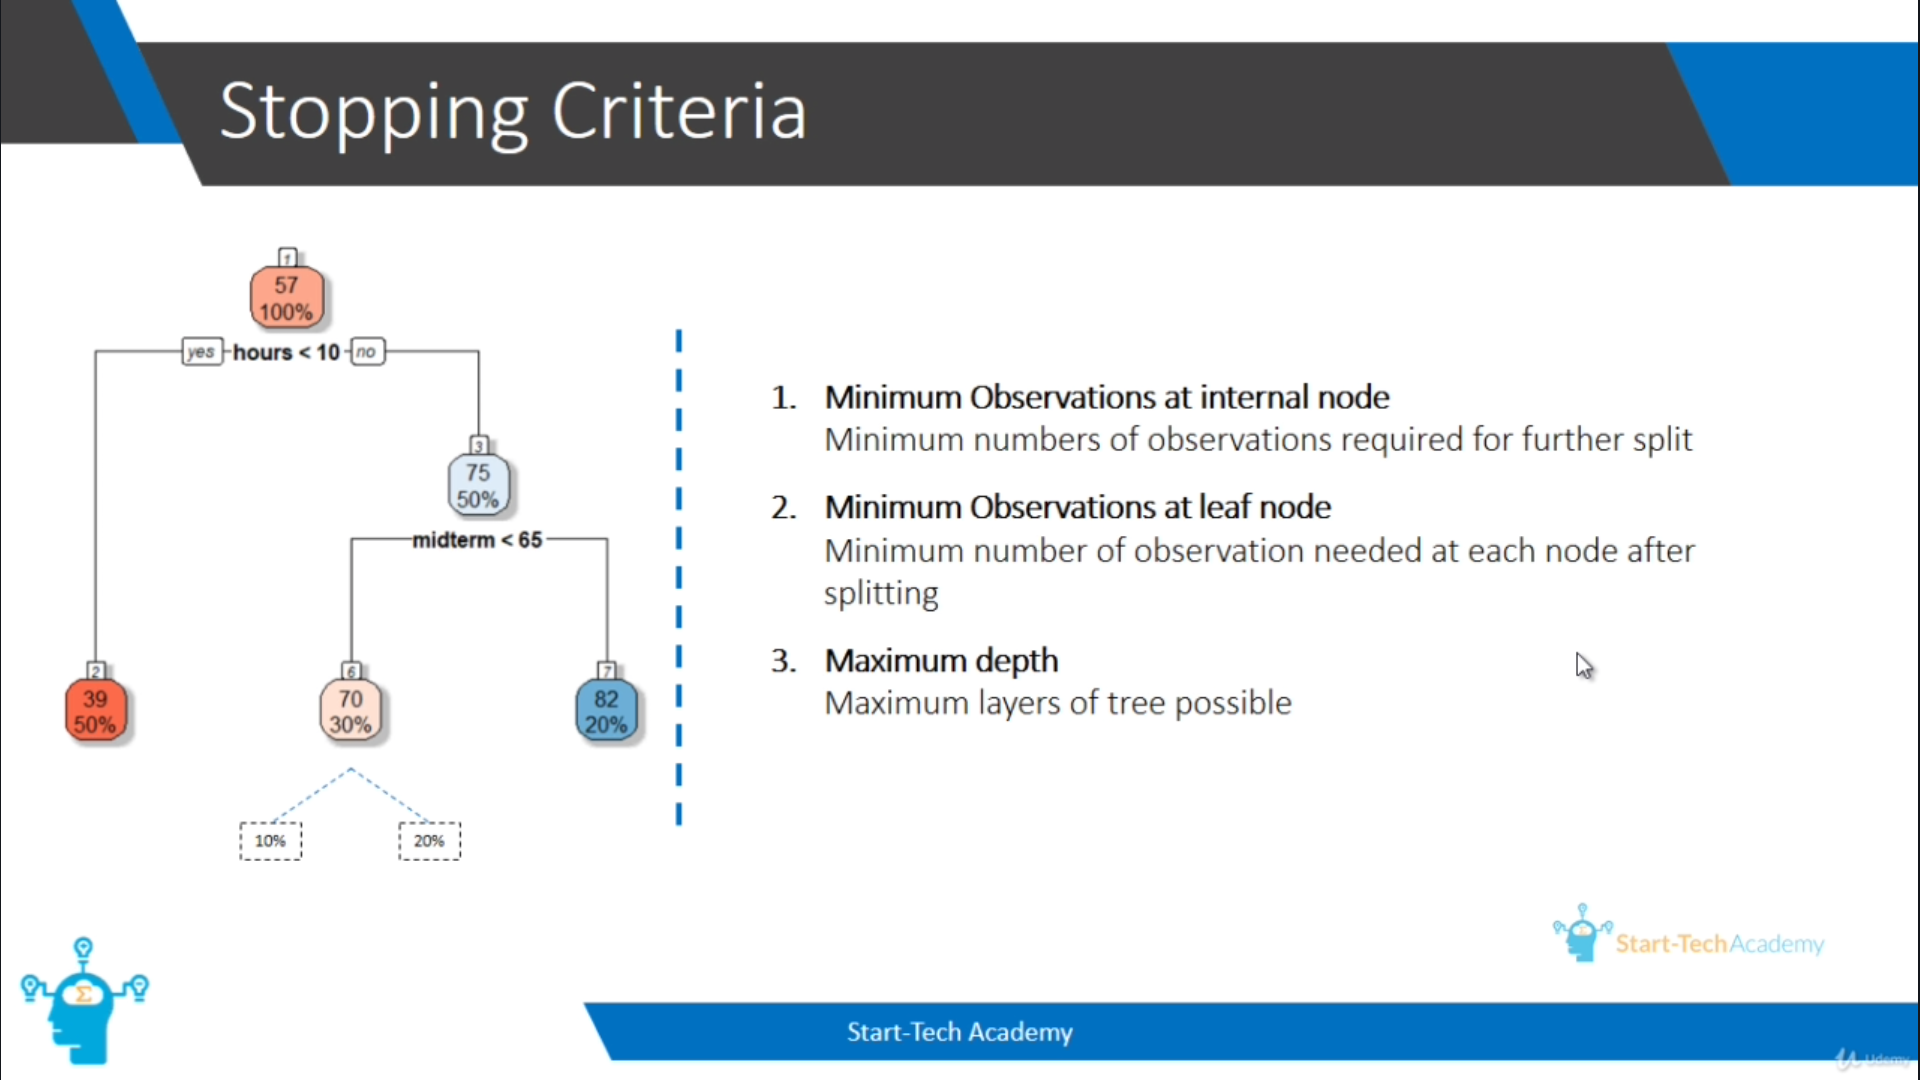 Stopping Criteria
1
57
100%
yes hours < 10 no
3
75
50%
midterm < 65
2
39
50%
6
70
30%
7
82
20%
10%
20%
1. Minimum Observations at internal node
Minimum numbers of observations required for further split
2. Minimum Observations at leaf node
Minimum number of observation needed at each node after
splitting
3. Maximum depth
Maximum layers of tree possible
Σ
Start-Tech Academy
Start-Tech Academy
Udemy